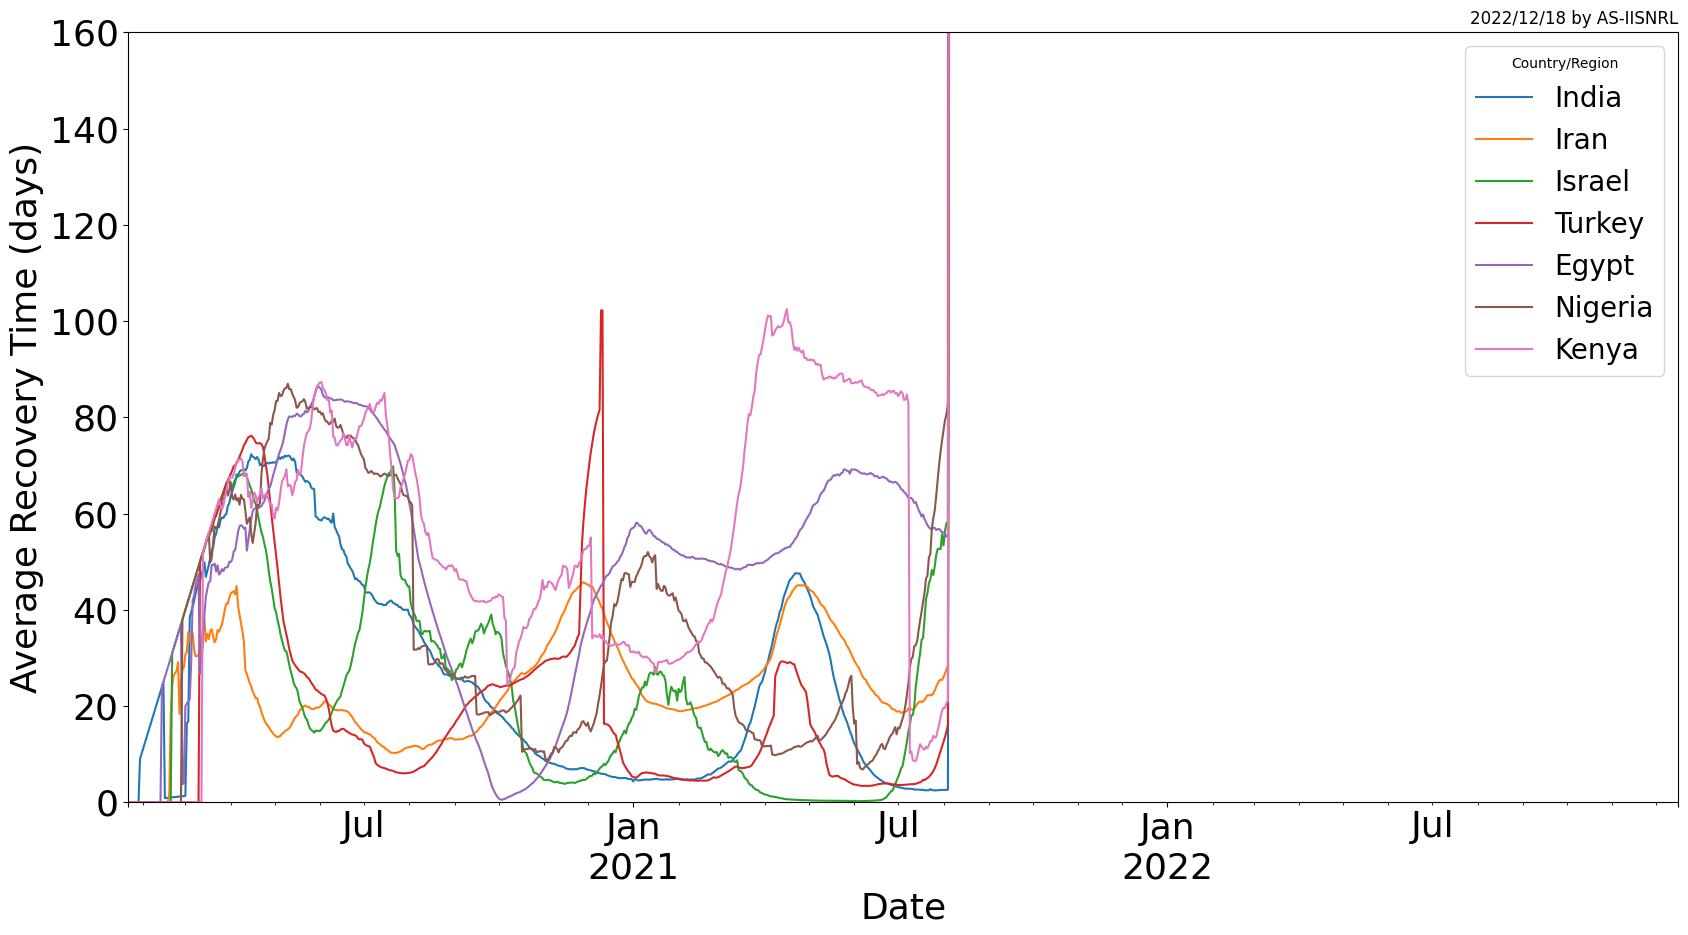 2022/12/18 by AS-IISNRL
160
140
120
100
80
60
40
20
0
Average Recovery Time (days)
Country/Region
India
Iran
Israel
Turkey
Egypt
Nigeria
Kenya
Jul
Jan
2021
Jul
Jan
2022
Jul
Date